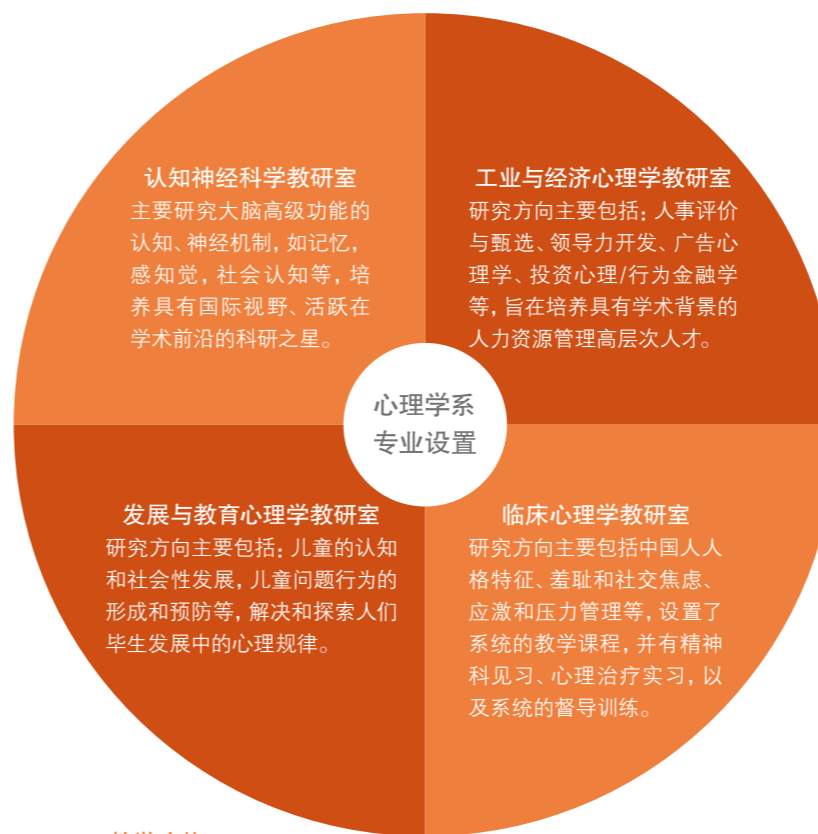 认知神经科学教研室
主要研究大脑高级功能的
认知、神经机制，如记忆，
感知觉，社会认知等，培
养具有国际视野、活跃在
学术前沿的科研之星。
工业与经济心理学教研室
研究方向主要包括：人事评价
与甄选、领导力开发、广告心
理学、投资心理/行为金融学
等，旨在培养具有学术背景的
人力资源管理高层次人才。
心理学系
专业设置
发展与教育心理学教研室
研究方向主要包括：儿童的认知
和社会性发展，儿童问题行为的
形成和预防等，解决和探索人们
毕生发展中的心理规律。
临床心理学教研室
研究方向主要包括中国人人
格特征、羞耻和社交焦虑、
应激和压力管理等，设置了
系统的教学课程，并有精神
科见习、心理治疗实习，以
及系统的督导训练。